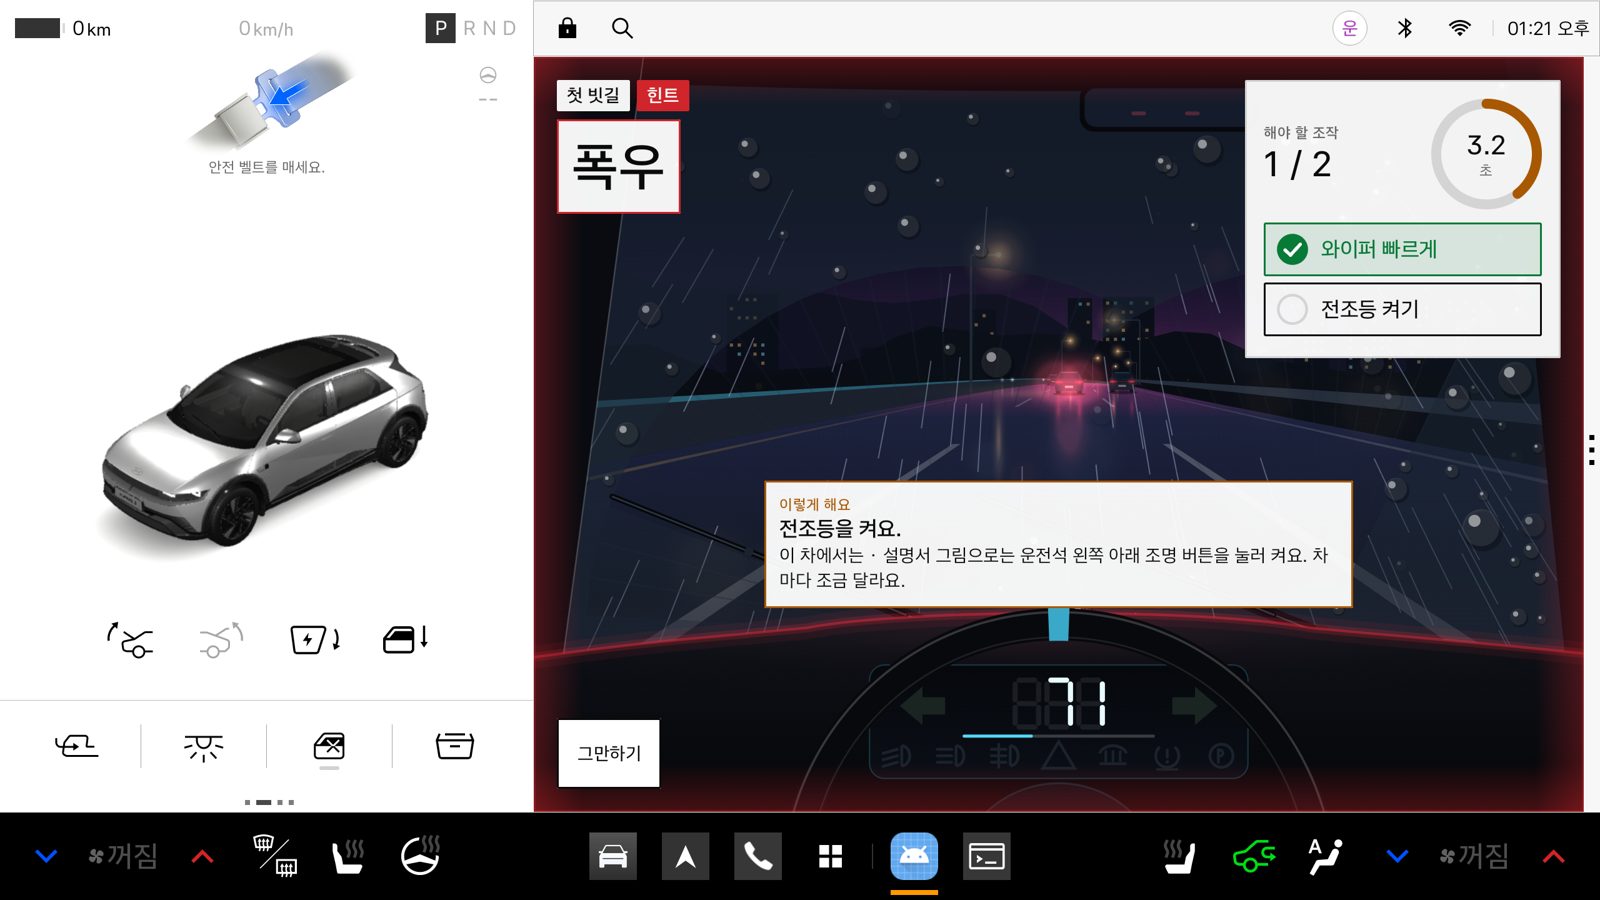 0 km
0 km/h
P R N D
안전 벨트를 매세요.
--
운
01:21 오후
첫 빗길
힌트
폭우
해야 할 조작
1 / 2
3.2
초
와이퍼 빠르게
전조등 켜기
이렇게 해요
전조등을 켜요.
이 차에서는 · 설명서 그림으로는 운전석 왼쪽 아래 조명 버튼을 눌러 켜요. 차
마다 조금 달라요.
71
그만하기
꺼짐
A
꺼짐